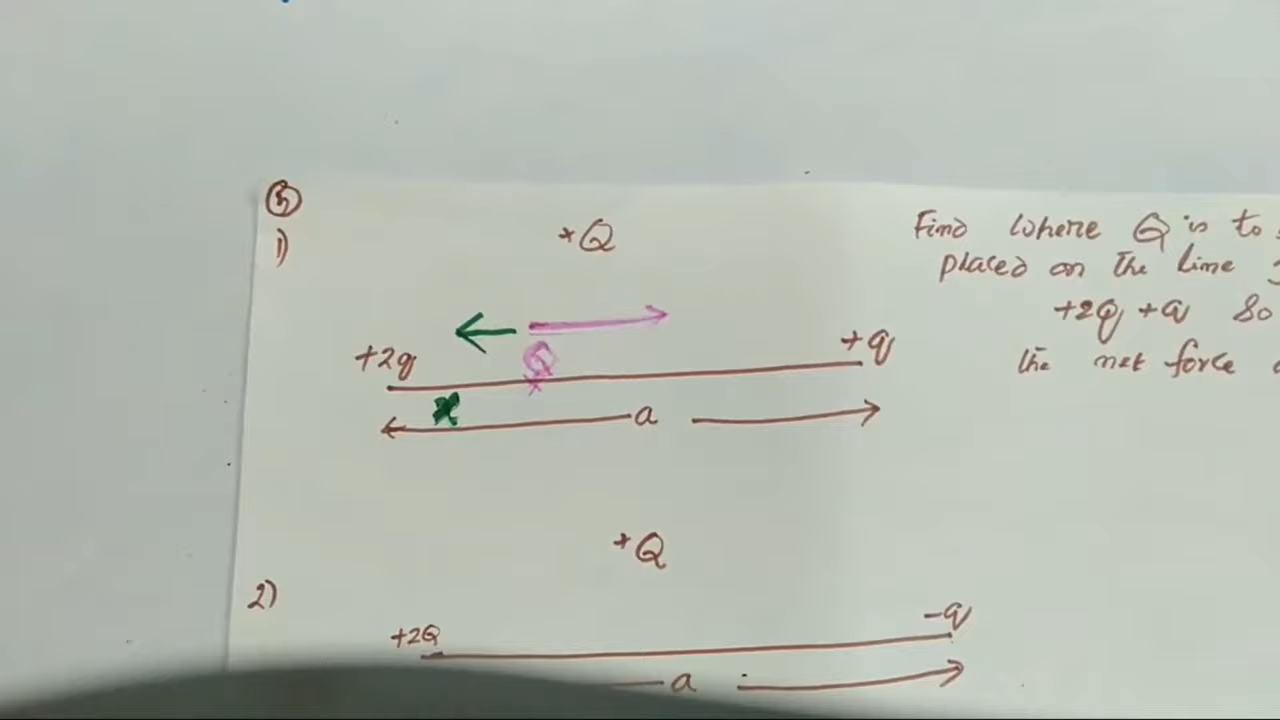 5
1)
+Q
Find where Q is to
placed on the line
+2q +q So
the net force
+2q
Q
+q
x
a
+Q
2)
+2Q
-q
a